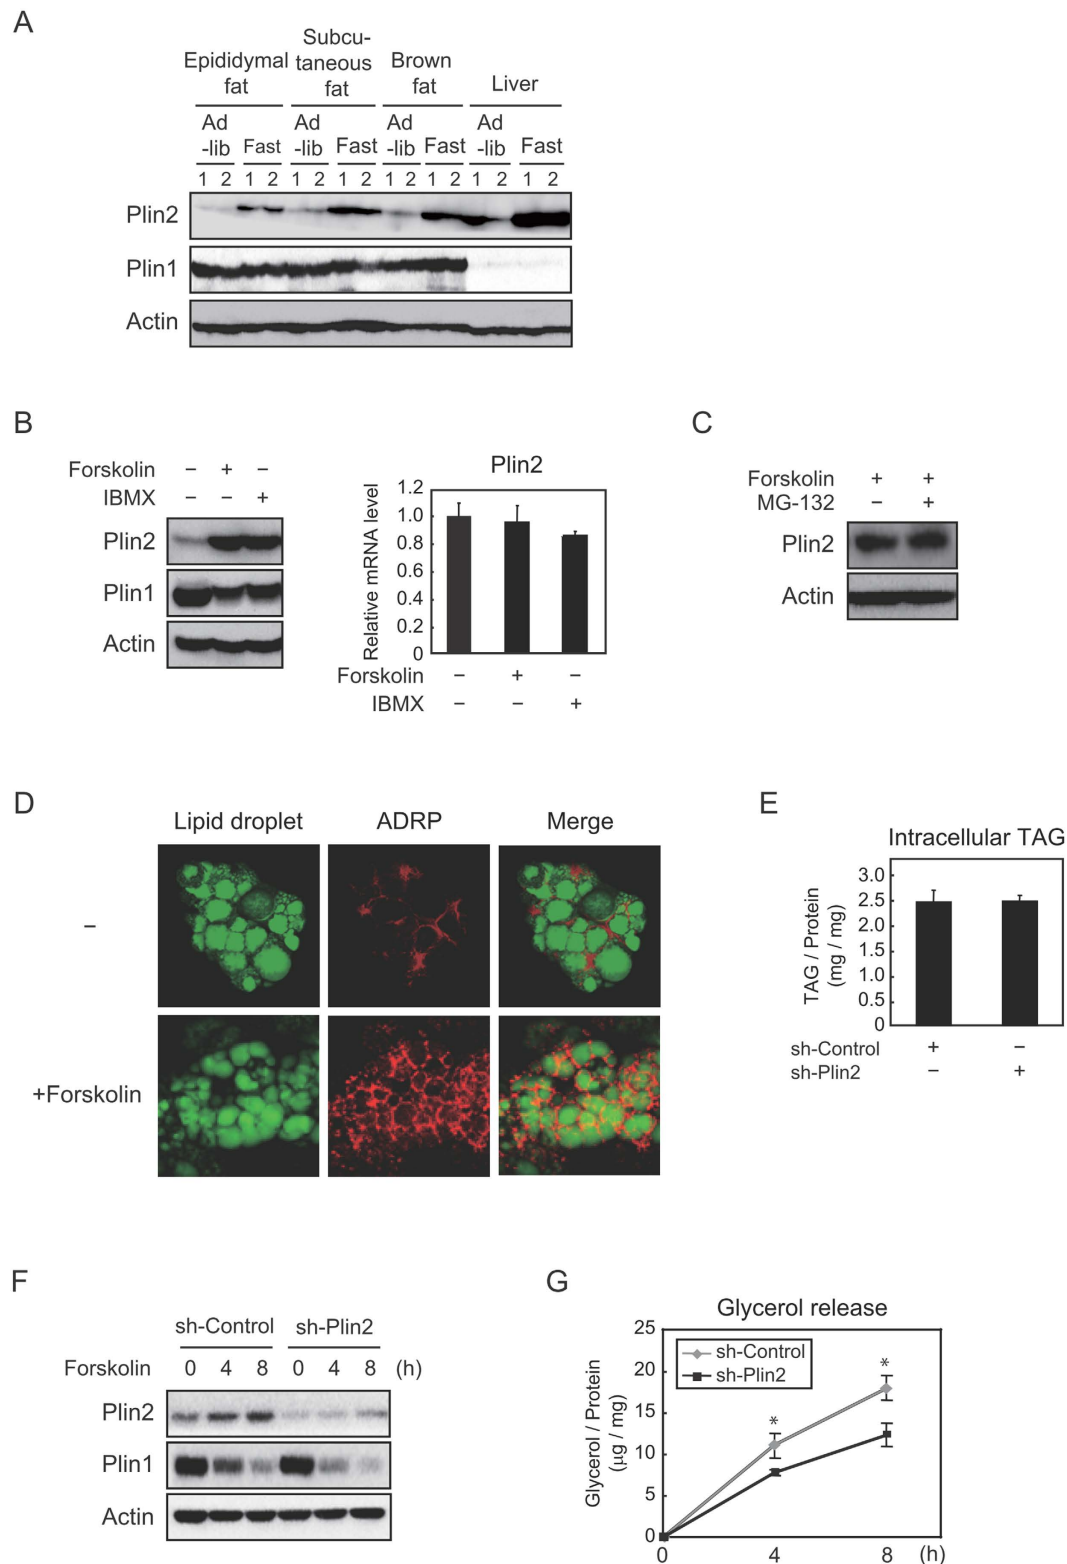 A
Epididymal fat
Subcu-
taneous
fat
Brown
fat
Liver
Ad
-lib
Fast
Ad
-lib
Fast
Ad
-lib
Fast
Ad
-lib
Fast
1 2 1 2 1 2 1 2 1 2 1 2 1 2 1 2
Plin2
Plin1
Actin
B
Forskolin − + −
IBMX − − +
Plin2
Plin1
Actin
Plin2
Relative mRNA level
1.2
1.0
0.8
0.6
0.4
0.2
0
Forskolin − + −
IBMX − − +
C
Forskolin + +
MG-132 − +
Plin2
Actin
D
Lipid droplet ADRP Merge
−
+Forskolin
E
Intracellular TAG
TAG / Protein
(mg / mg)
3.0
2.5
2.0
1.5
1.0
0.5
0
sh-Control + −
sh-Plin2 − +
F
sh-Control sh-Plin2
Forskolin 0 4 8 0 4 8 (h)
Plin2
Plin1
Actin
G
Glycerol release
Glycerol / Protein
(μg / mg)
25
20
15
10
5
0
sh-Control
sh-Plin2
*
*
0 4 8 (h)